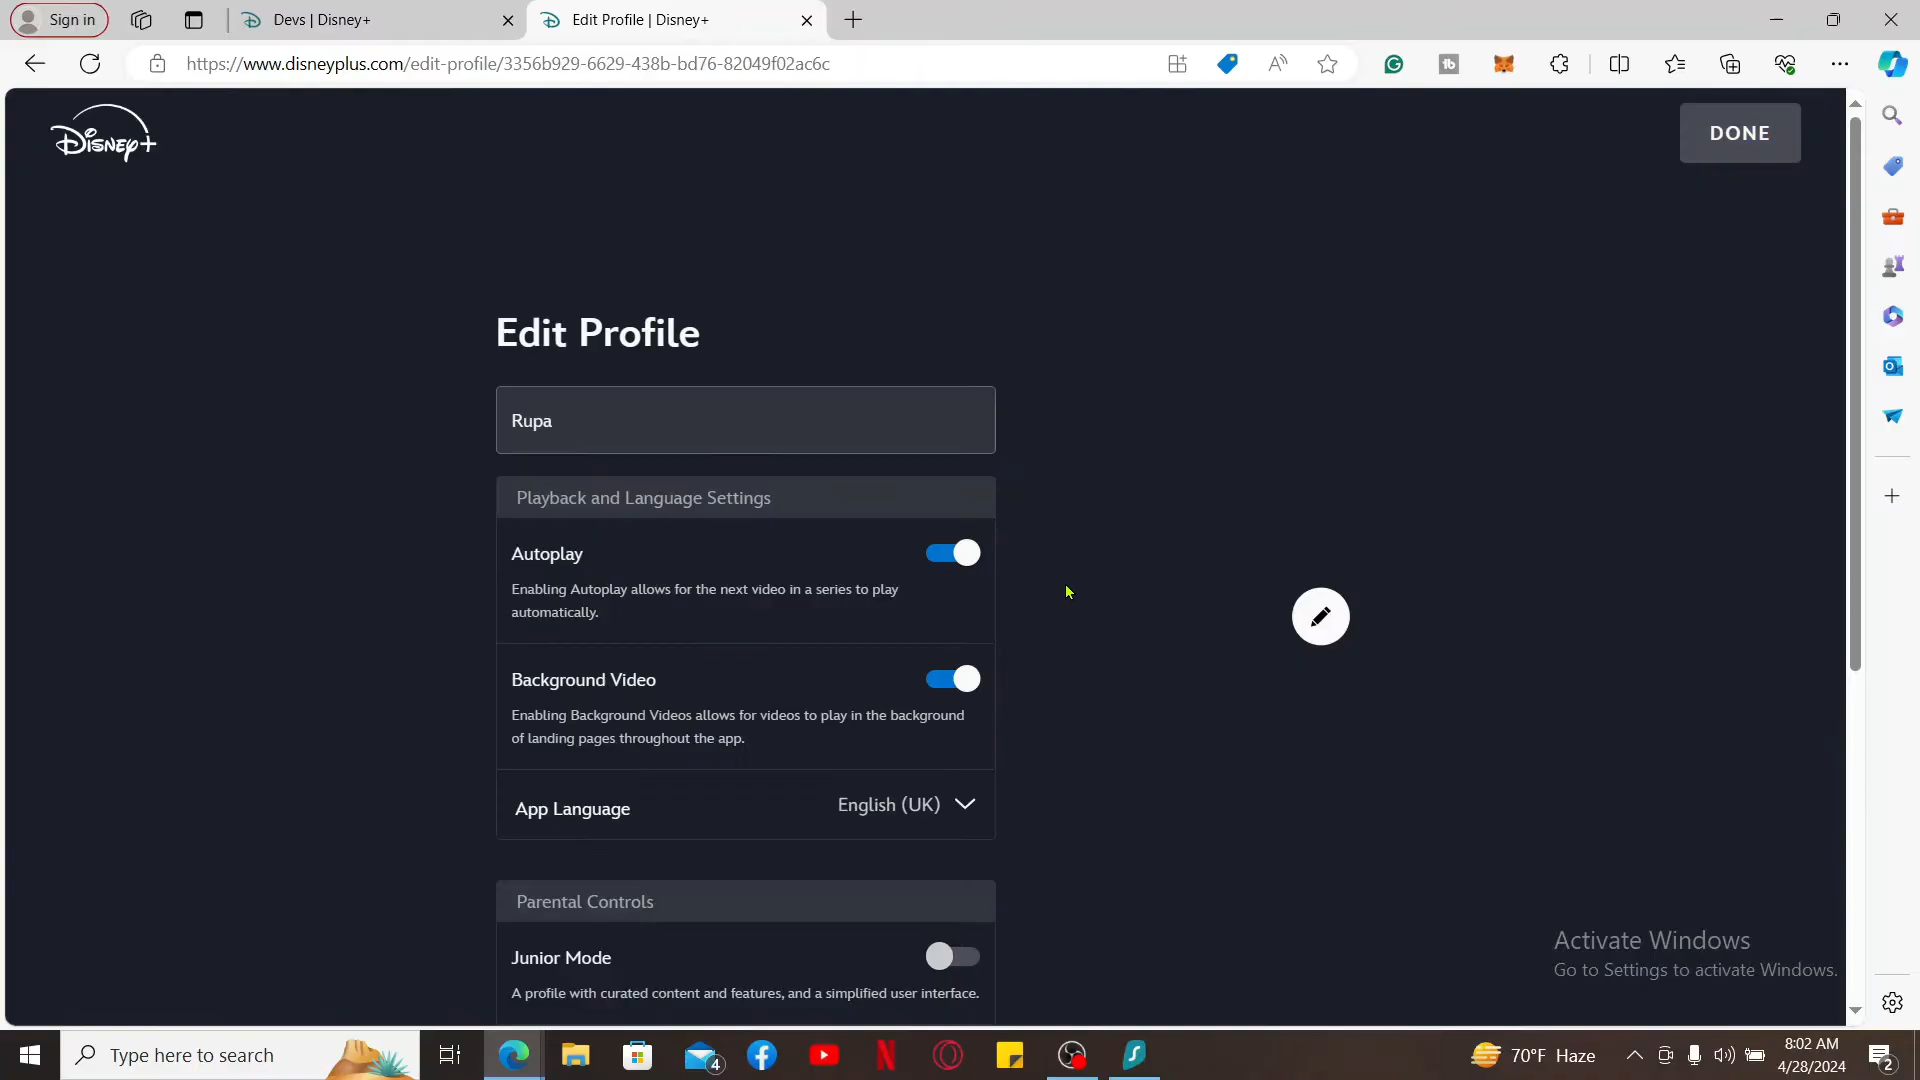 Sign in
Devs | Disney+
Edit Profile | Disney+
https://www.disneyplus.com/edit-profile/3356b929-6629-438b-bd76-82049f02ac6c
tb
Disney+
DONE
Edit Profile
Rupa
Playback and Language Settings
Autoplay
Enabling Autoplay allows for the next video in a series to play
automatically.
Background Video
Enabling Background Videos allows for videos to play in the background
of landing pages throughout the app.
App Language
English (UK)
Parental Controls
Junior Mode
A profile with curated content and features, and a simplified user interface.
Activate Windows
Go to Settings to activate Windows.
Type here to search
4
70°F Haze
8:02 AM
4/28/2024
2